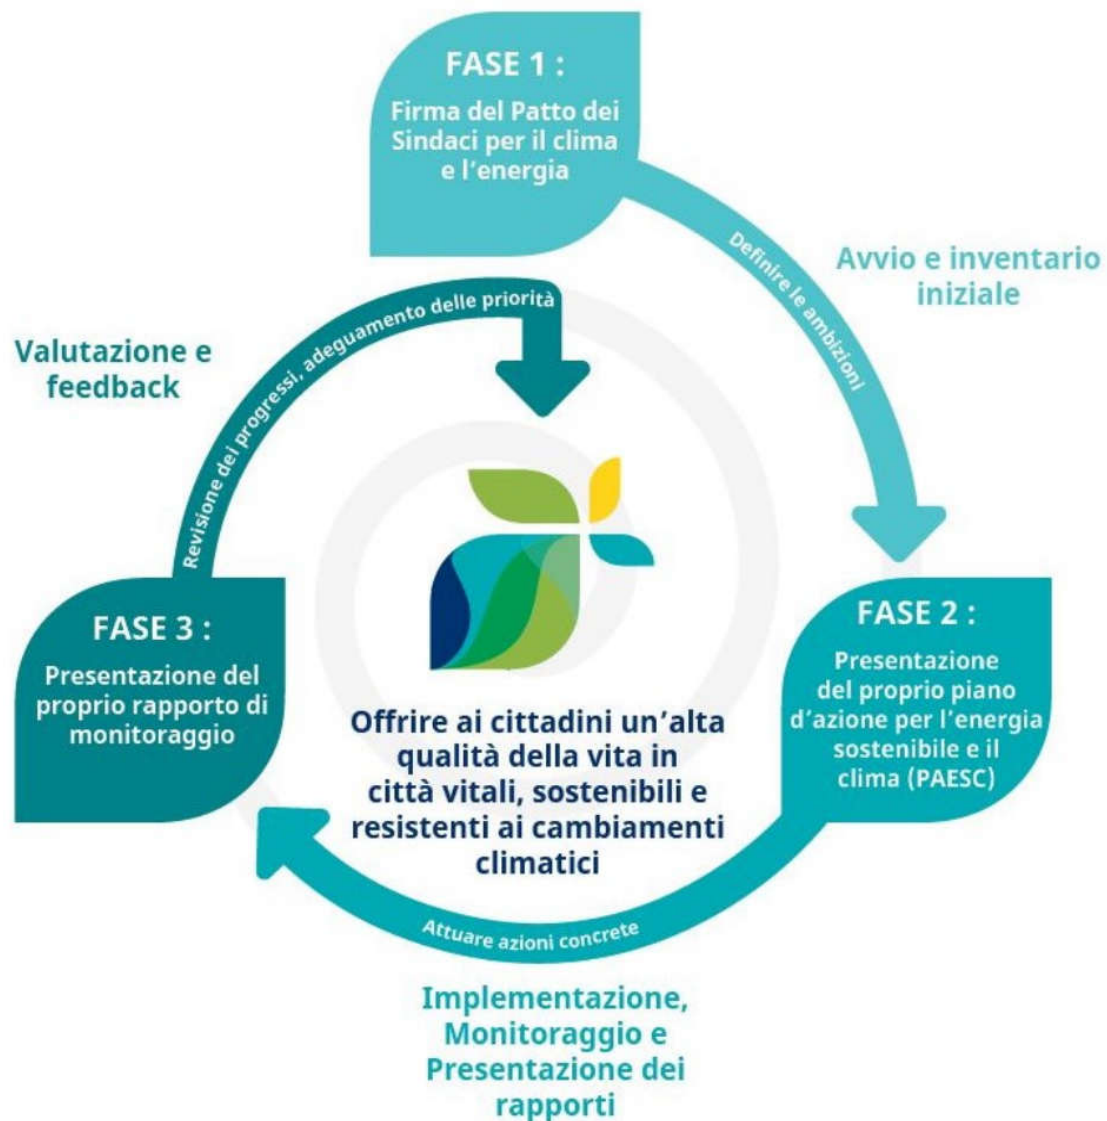 FASE 1 :
Firma del Patto dei
Sindaci per il clima
e l’energia
Definire le ambizioni
Avvio e inventario
iniziale
FASE 2 :
Presentazione
del proprio piano
d’azione per l’energia
sostenibile e il
clima (PAESC)
Attuare azioni concrete
Implementazione,
Monitoraggio e
Presentazione dei
rapporti
FASE 3 :
Presentazione del
proprio rapporto di
monitoraggio
Revisione dei progressi, adeguamento delle priorità
Valutazione e
feedback
Offrire ai cittadini un’alta
qualità della vita in
città vitali, sostenibili e
resistenti ai cambiamenti
climatici